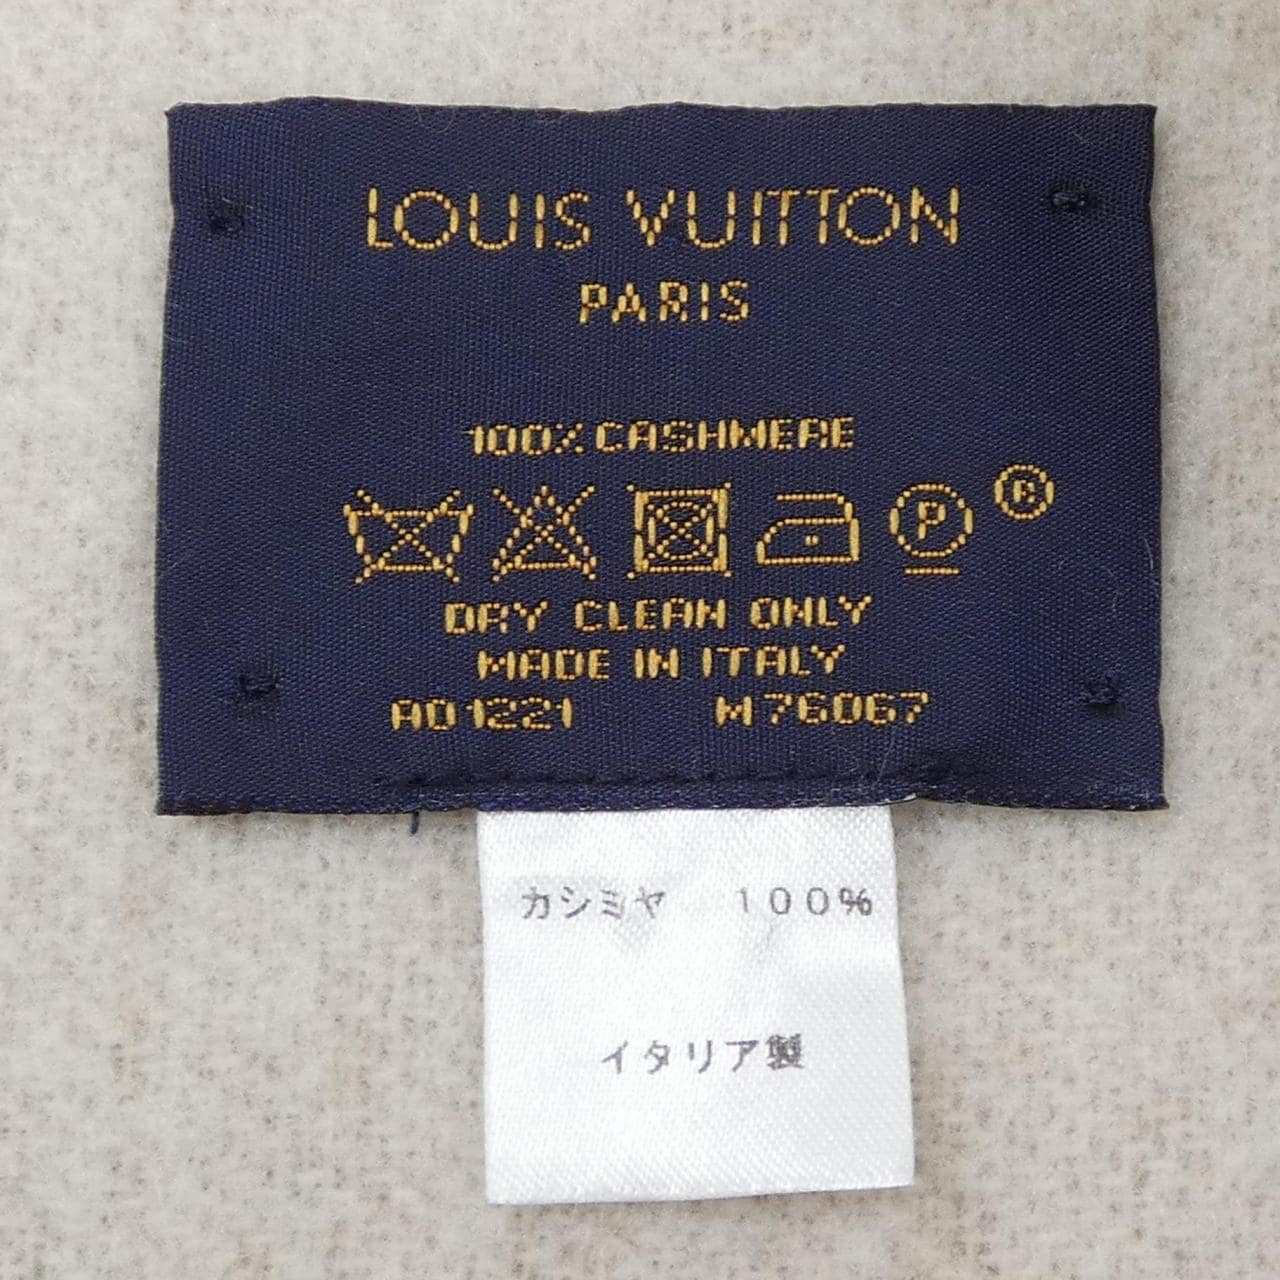 LOUIS VUITTON
PARIS
100% CASHMERE
P ®
DRY CLEAN ONLY
MADE IN ITALY
AD1221 M76067
カシミヤ 100%
イタリア製